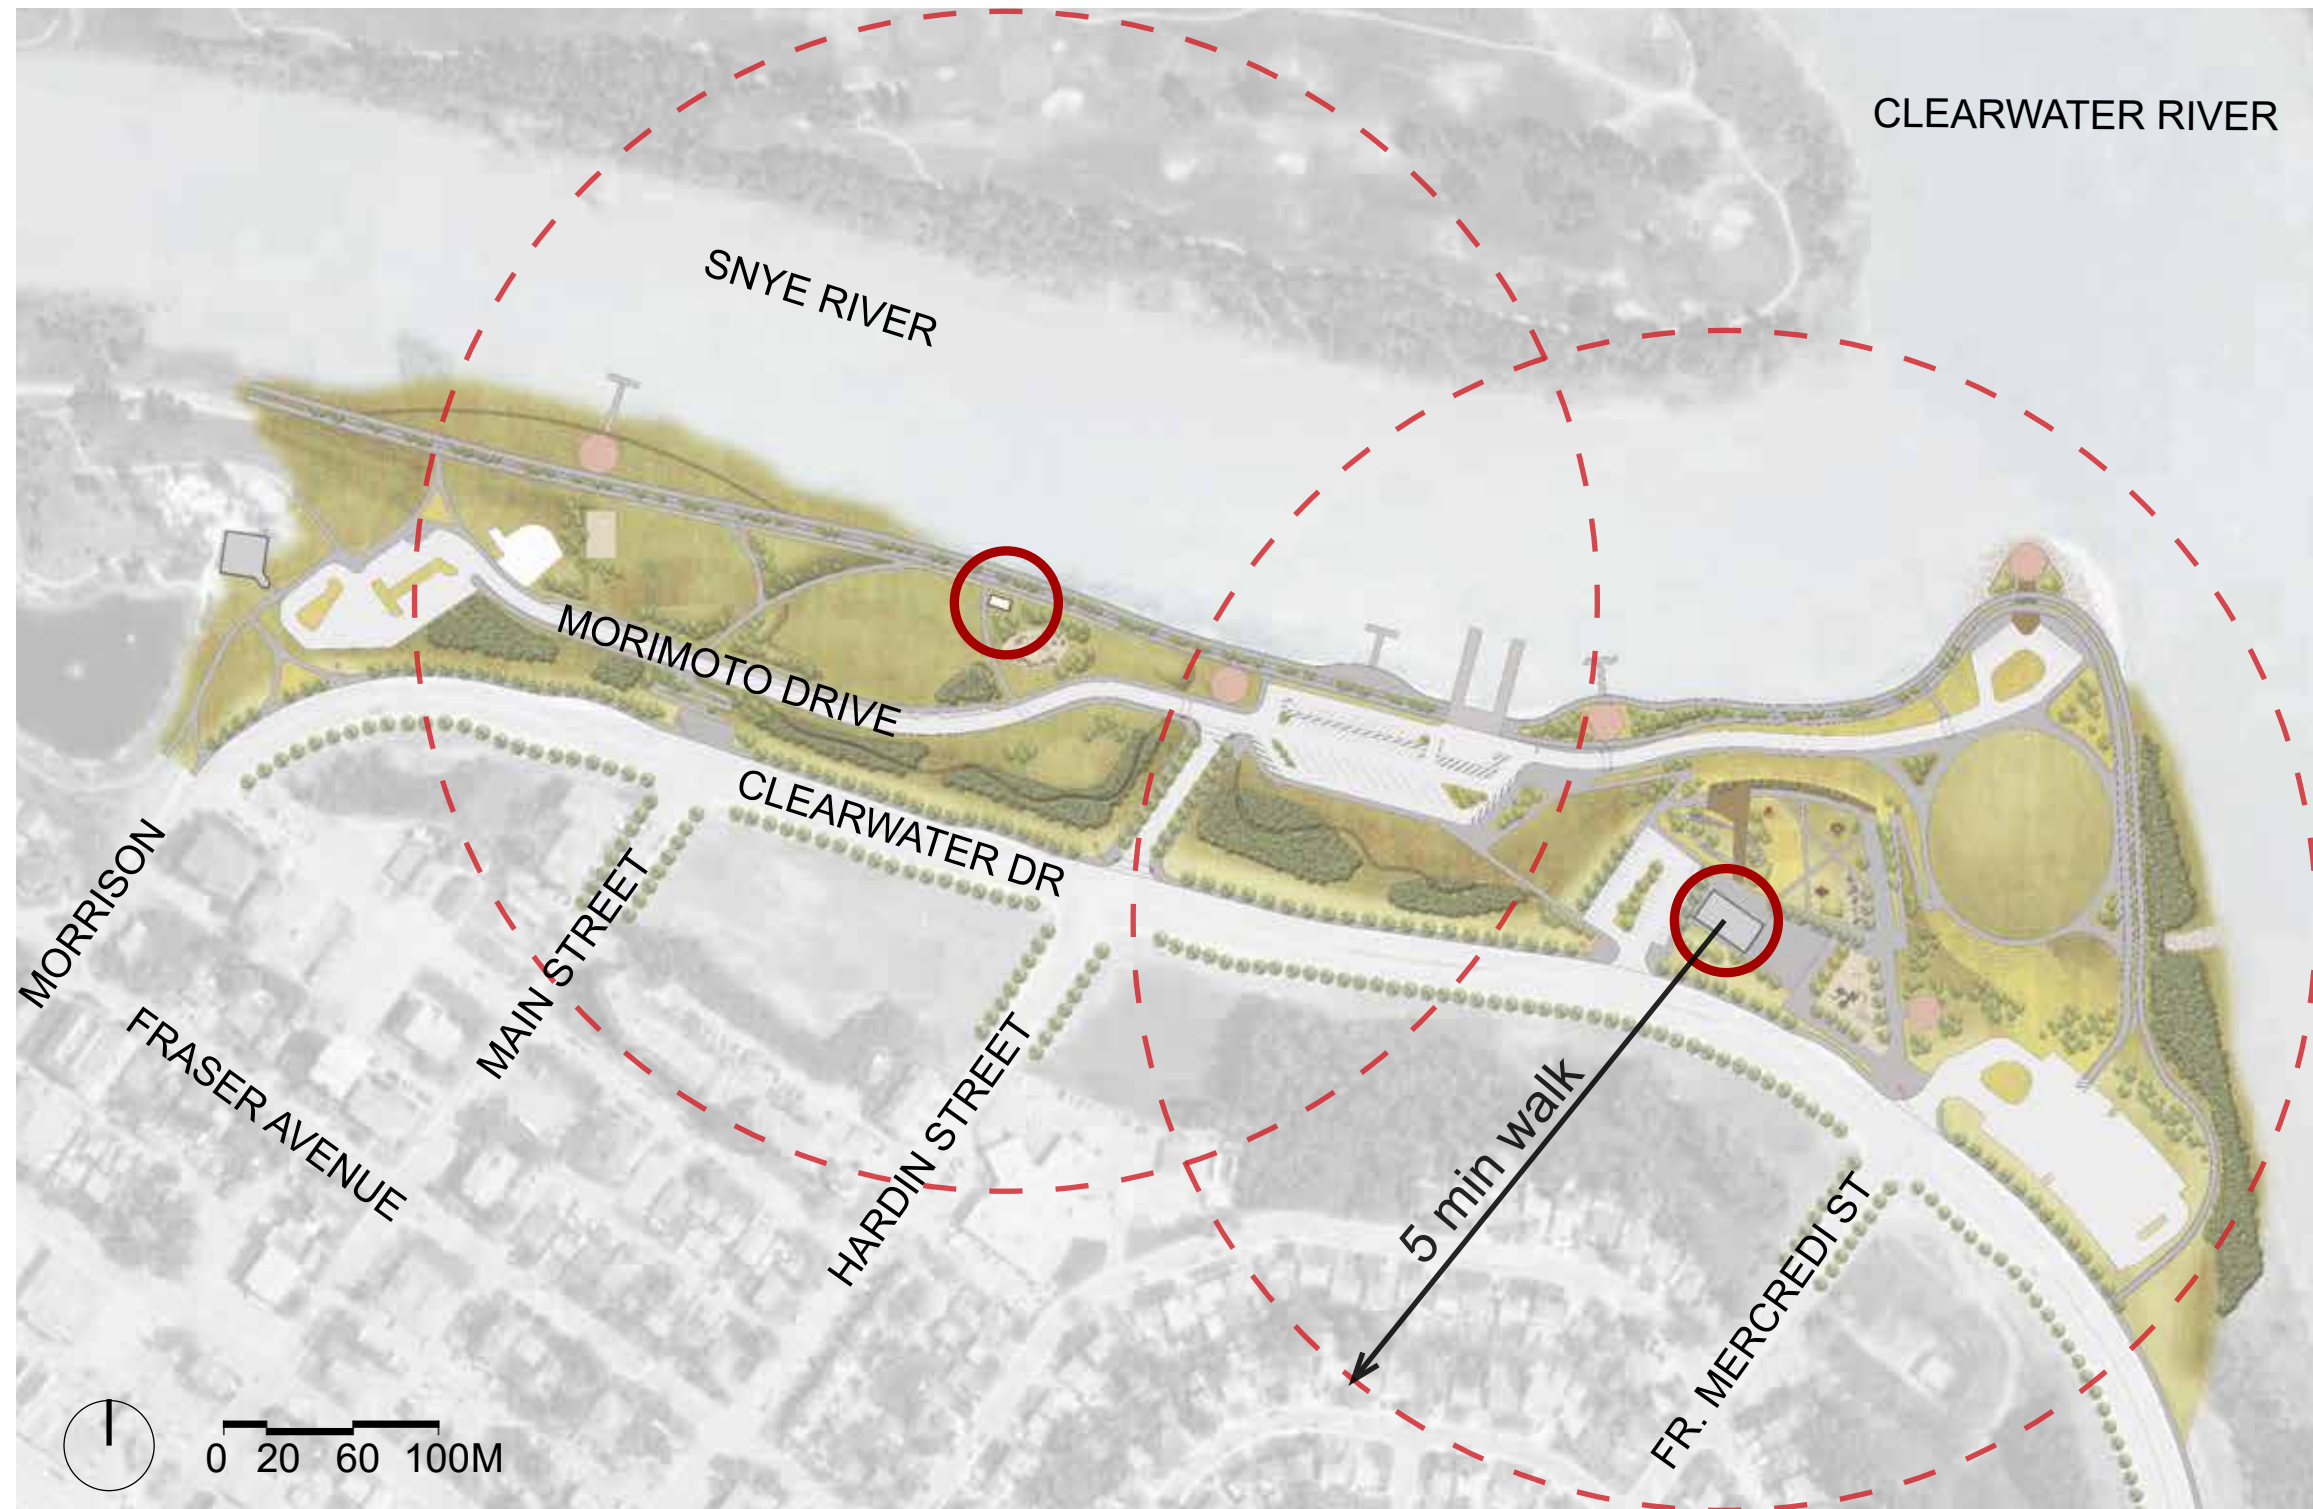 CLEARWATER RIVER
SNYE RIVER
MORIMOTO DRIVE
CLEARWATER DR
MORRISON
MAIN STREET
FRASER AVENUE
HARDIN STREET
5 min walk
FR. MERCREDI ST
0 20 60 100M